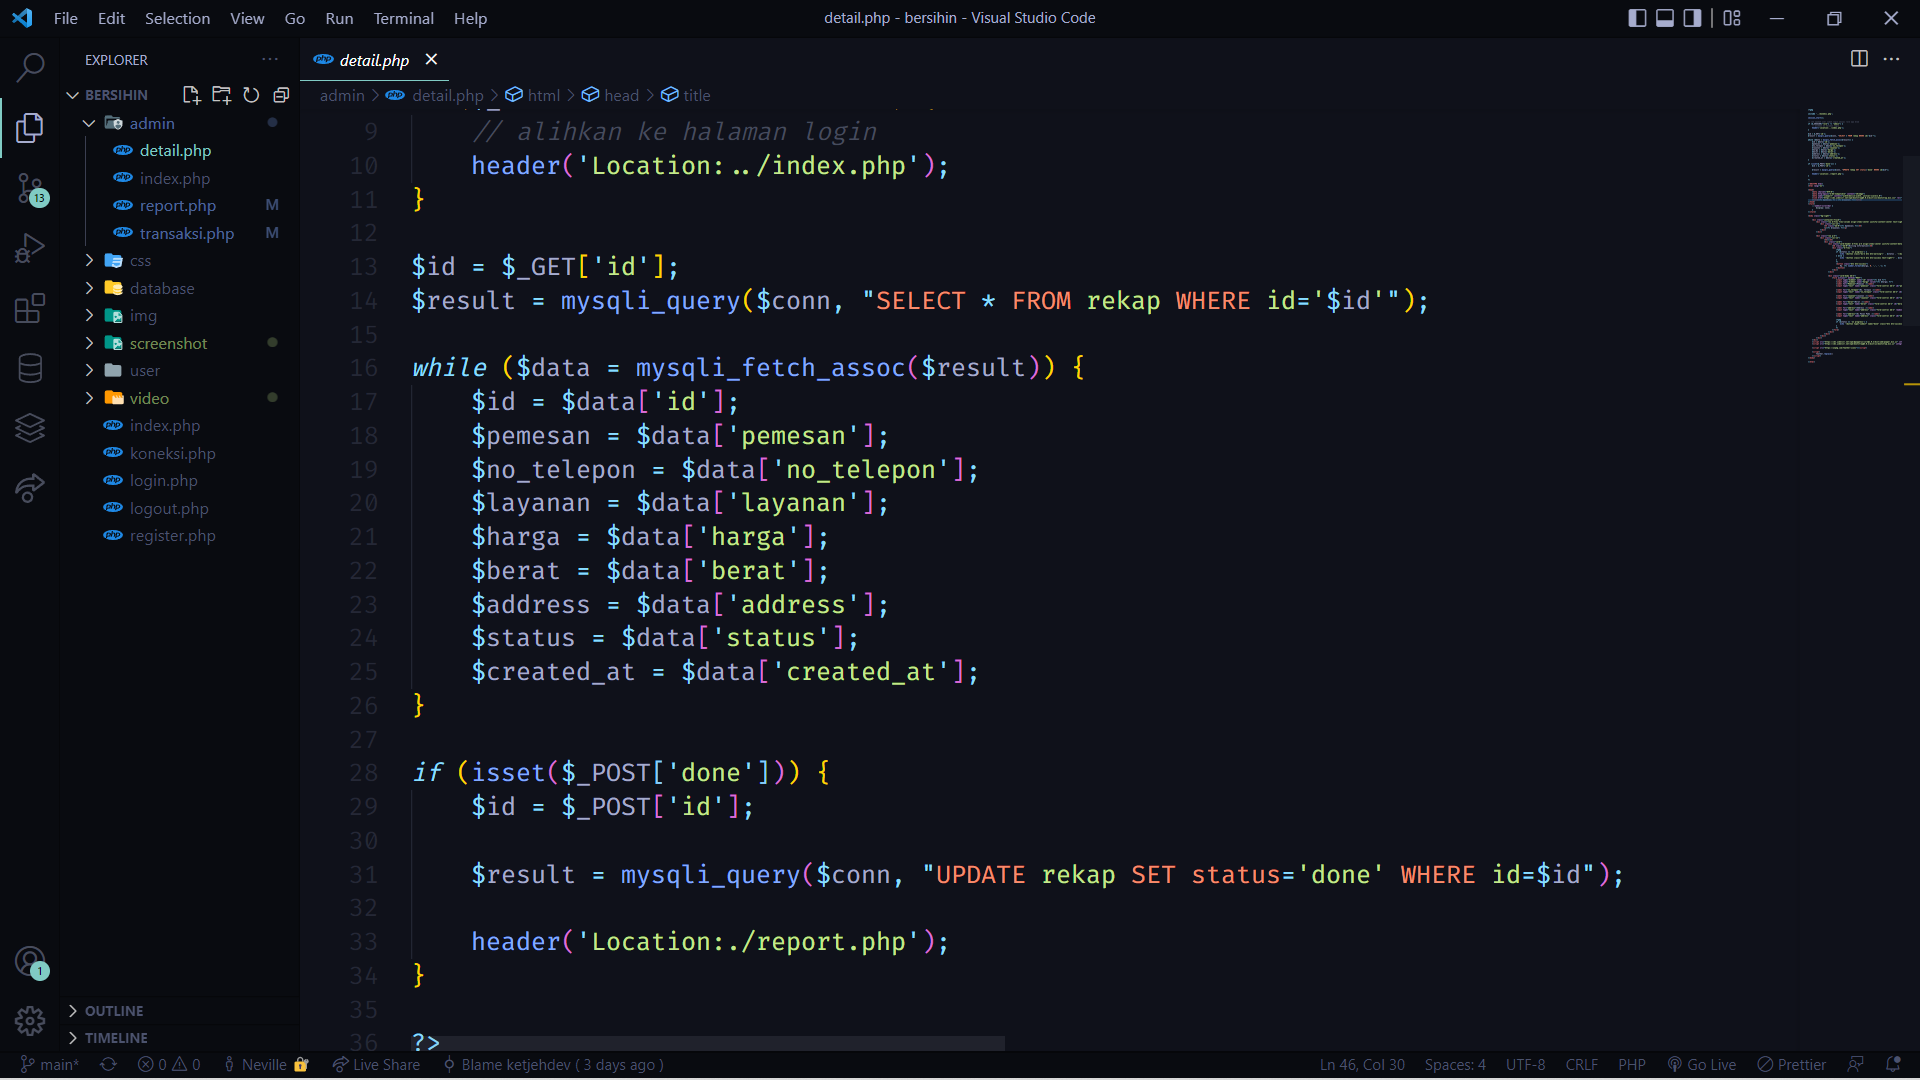 File Edit Selection View Go Run Terminal Help
detail.php - bersihin - Visual Studio Code
EXPLORER
BERSIHIN
admin
detail.php
index.php
report.php M
transaksi.php M
css
database
img
screenshot
user
video
index.php
koneksi.php
login.php
logout.php
register.php
OUTLINE
TIMELINE
13
1
detail.php
admin > detail.php > html > head > title
9 // alihkan ke halaman login
10 header('Location: ../index.php');
11 }
12
13 $id = $_GET['id'];
14 $result = mysqli_query($conn, "SELECT * FROM rekap WHERE id='$id'");
15
16 while ($data = mysqli_fetch_assoc($result)) {
17 $id = $data['id'];
18 $pemesan = $data['pemesan'];
19 $no_telepon = $data['no_telepon'];
20 $layanan = $data['layanan'];
21 $harga = $data['harga'];
22 $berat = $data['berat'];
23 $address = $data['address'];
24 $status = $data['status'];
25 $created_at = $data['created_at'];
26 }
27
28 if (isset($_POST['done'])) {
29 $id = $_POST['id'];
30
31 $result = mysqli_query($conn, "UPDATE rekap SET status='done' WHERE id=$id");
32
33 header('Location:./report.php');
34 }
35
36 ?>
main* 0 0 Neville Live Share Blame ketjehdev ( 3 days ago ) Ln 46, Col 30 Spaces: 4 UTF-8 CRLF PHP Go Live Prettier